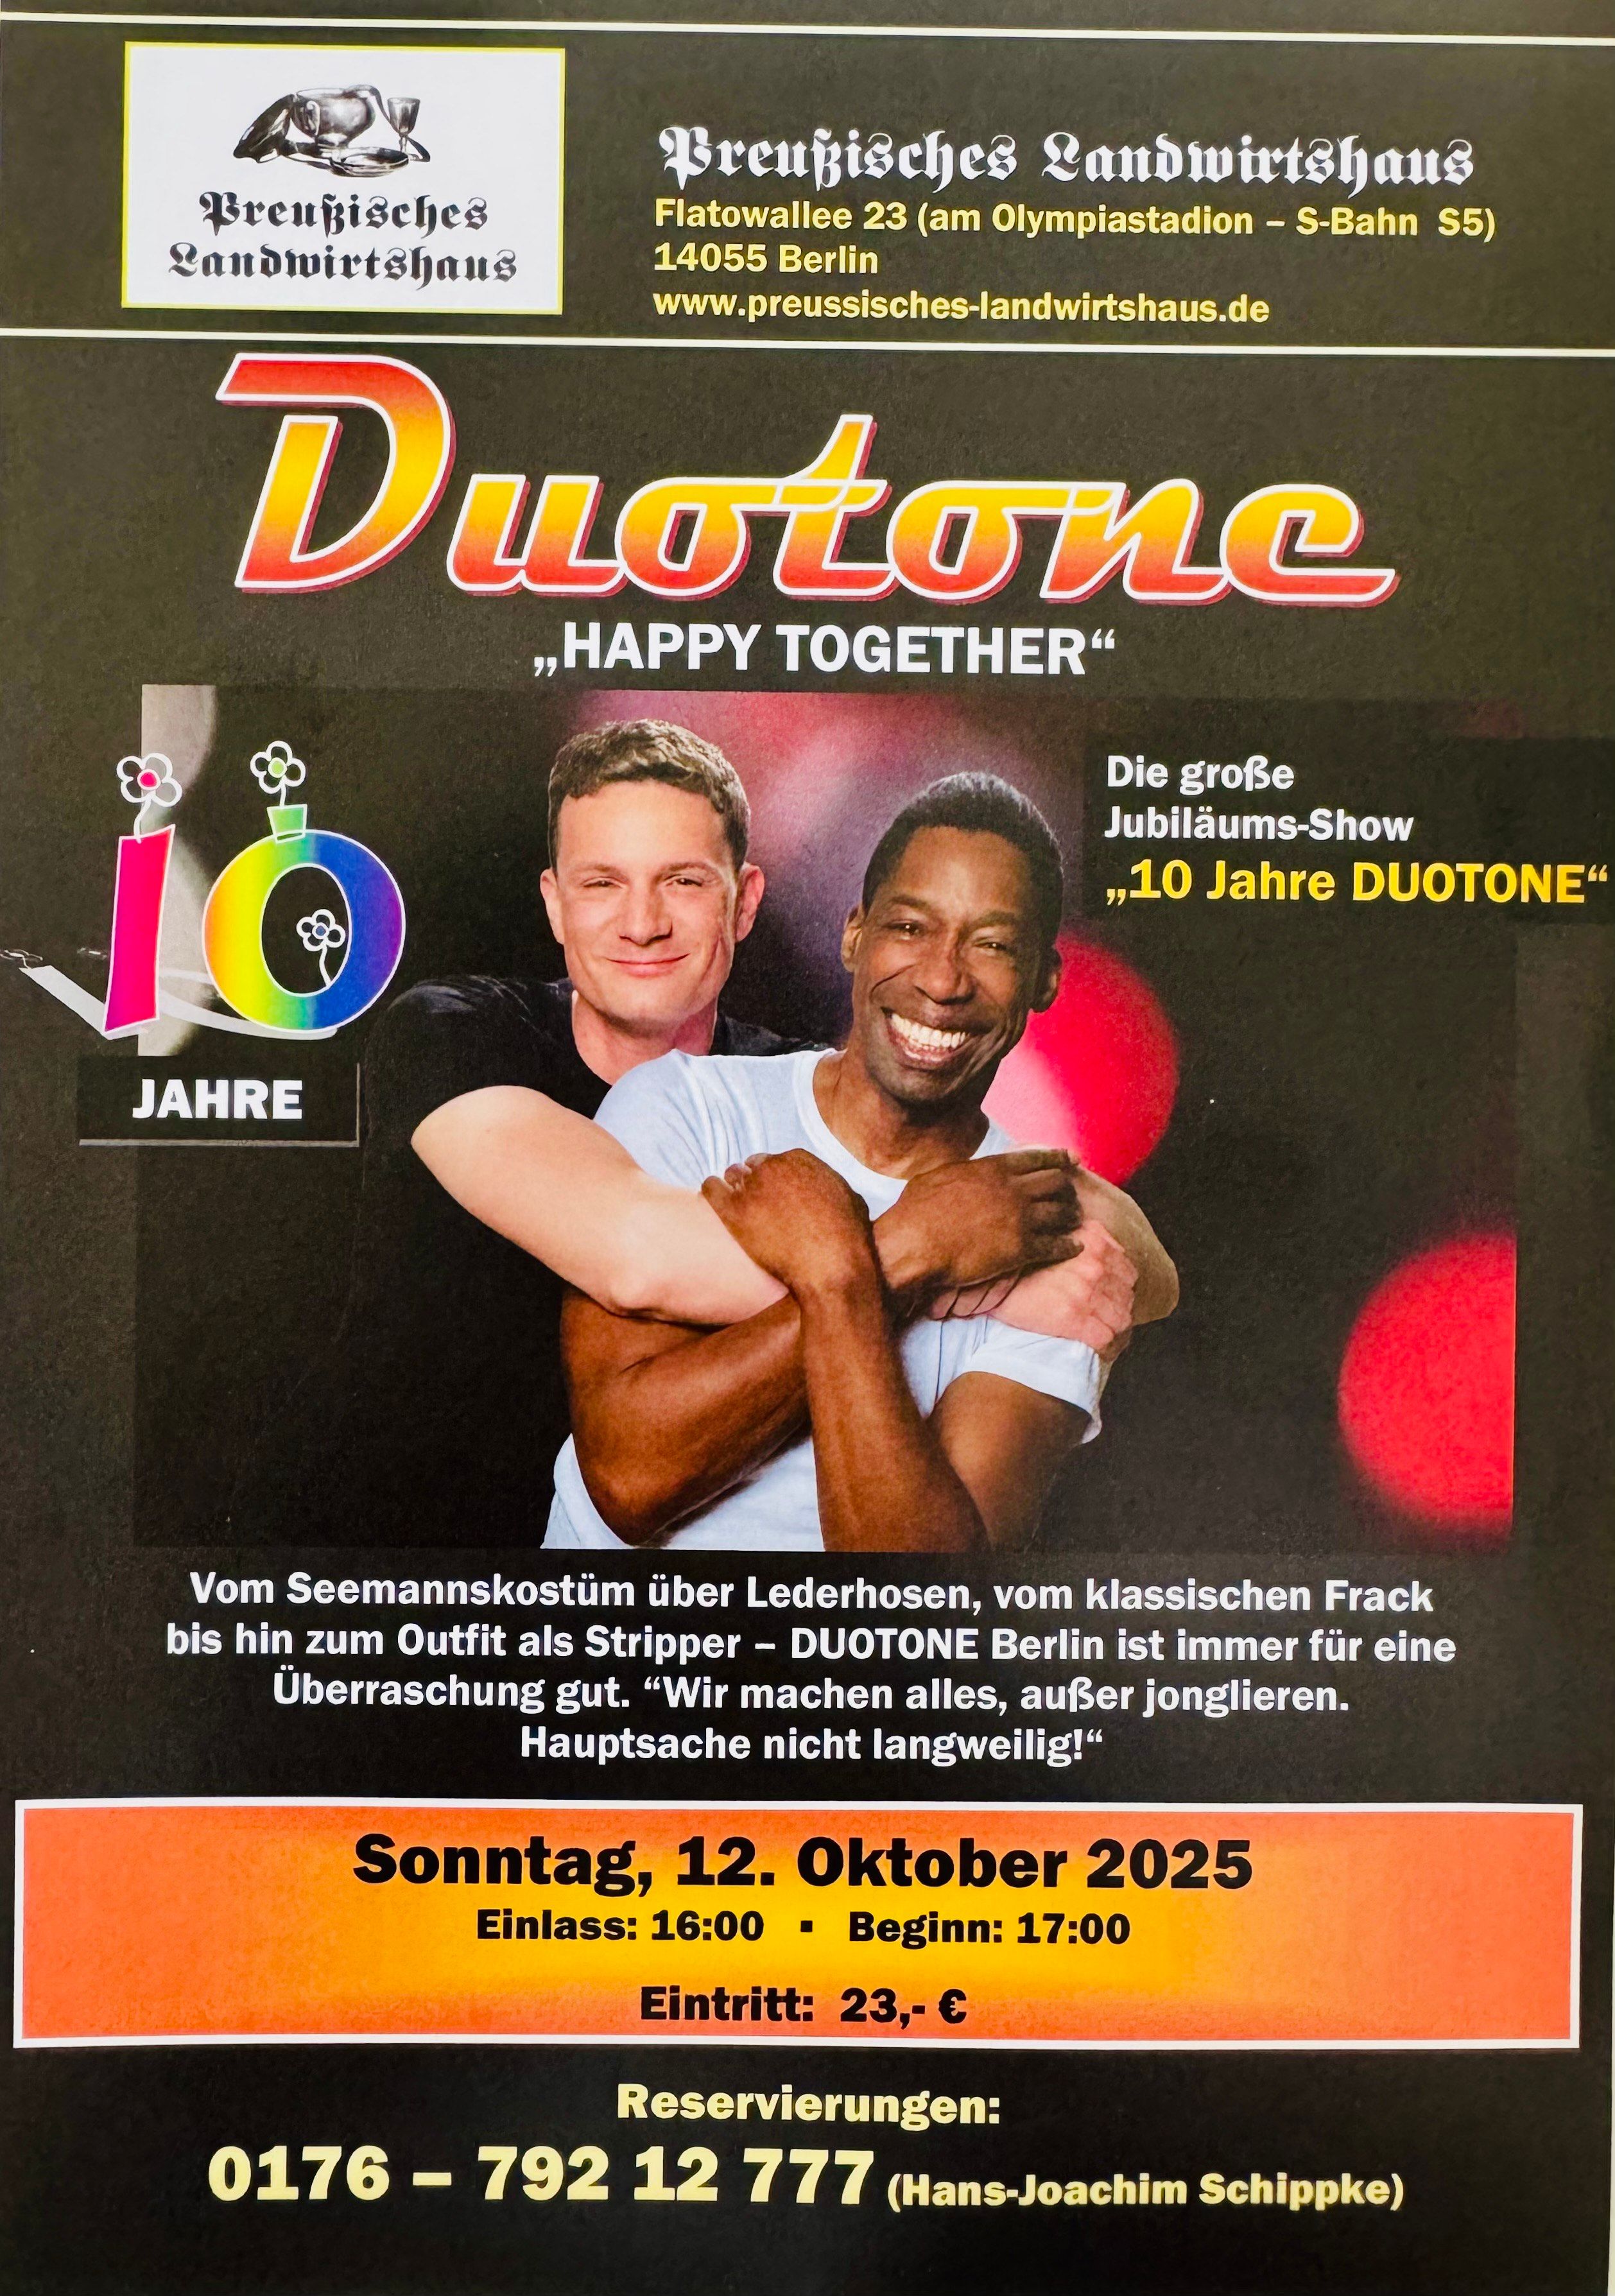 Preußisches
Landwirtshaus
Preußisches Landwirtshaus
Flatowallee 23 (am Olympiastadion – S-Bahn S5)
14055 Berlin
www.preussisches-landwirtshaus.de
Duotone
„HAPPY TOGETHER“
10
JAHRE
Die große
Jubiläums-Show
„10 Jahre DUOTONE“
Vom Seemannskostüm über Lederhosen, vom klassischen Frack
bis hin zum Outfit als Stripper – DUOTONE Berlin ist immer für eine
Überraschung gut. “Wir machen alles, außer jonglieren.
Hauptsache nicht langweilig!“
Sonntag, 12. Oktober 2025
Einlass: 16:00 ▪ Beginn: 17:00
Eintritt: 23,- €
Reservierungen:
0176 – 792 12 777 (Hans-Joachim Schippke)